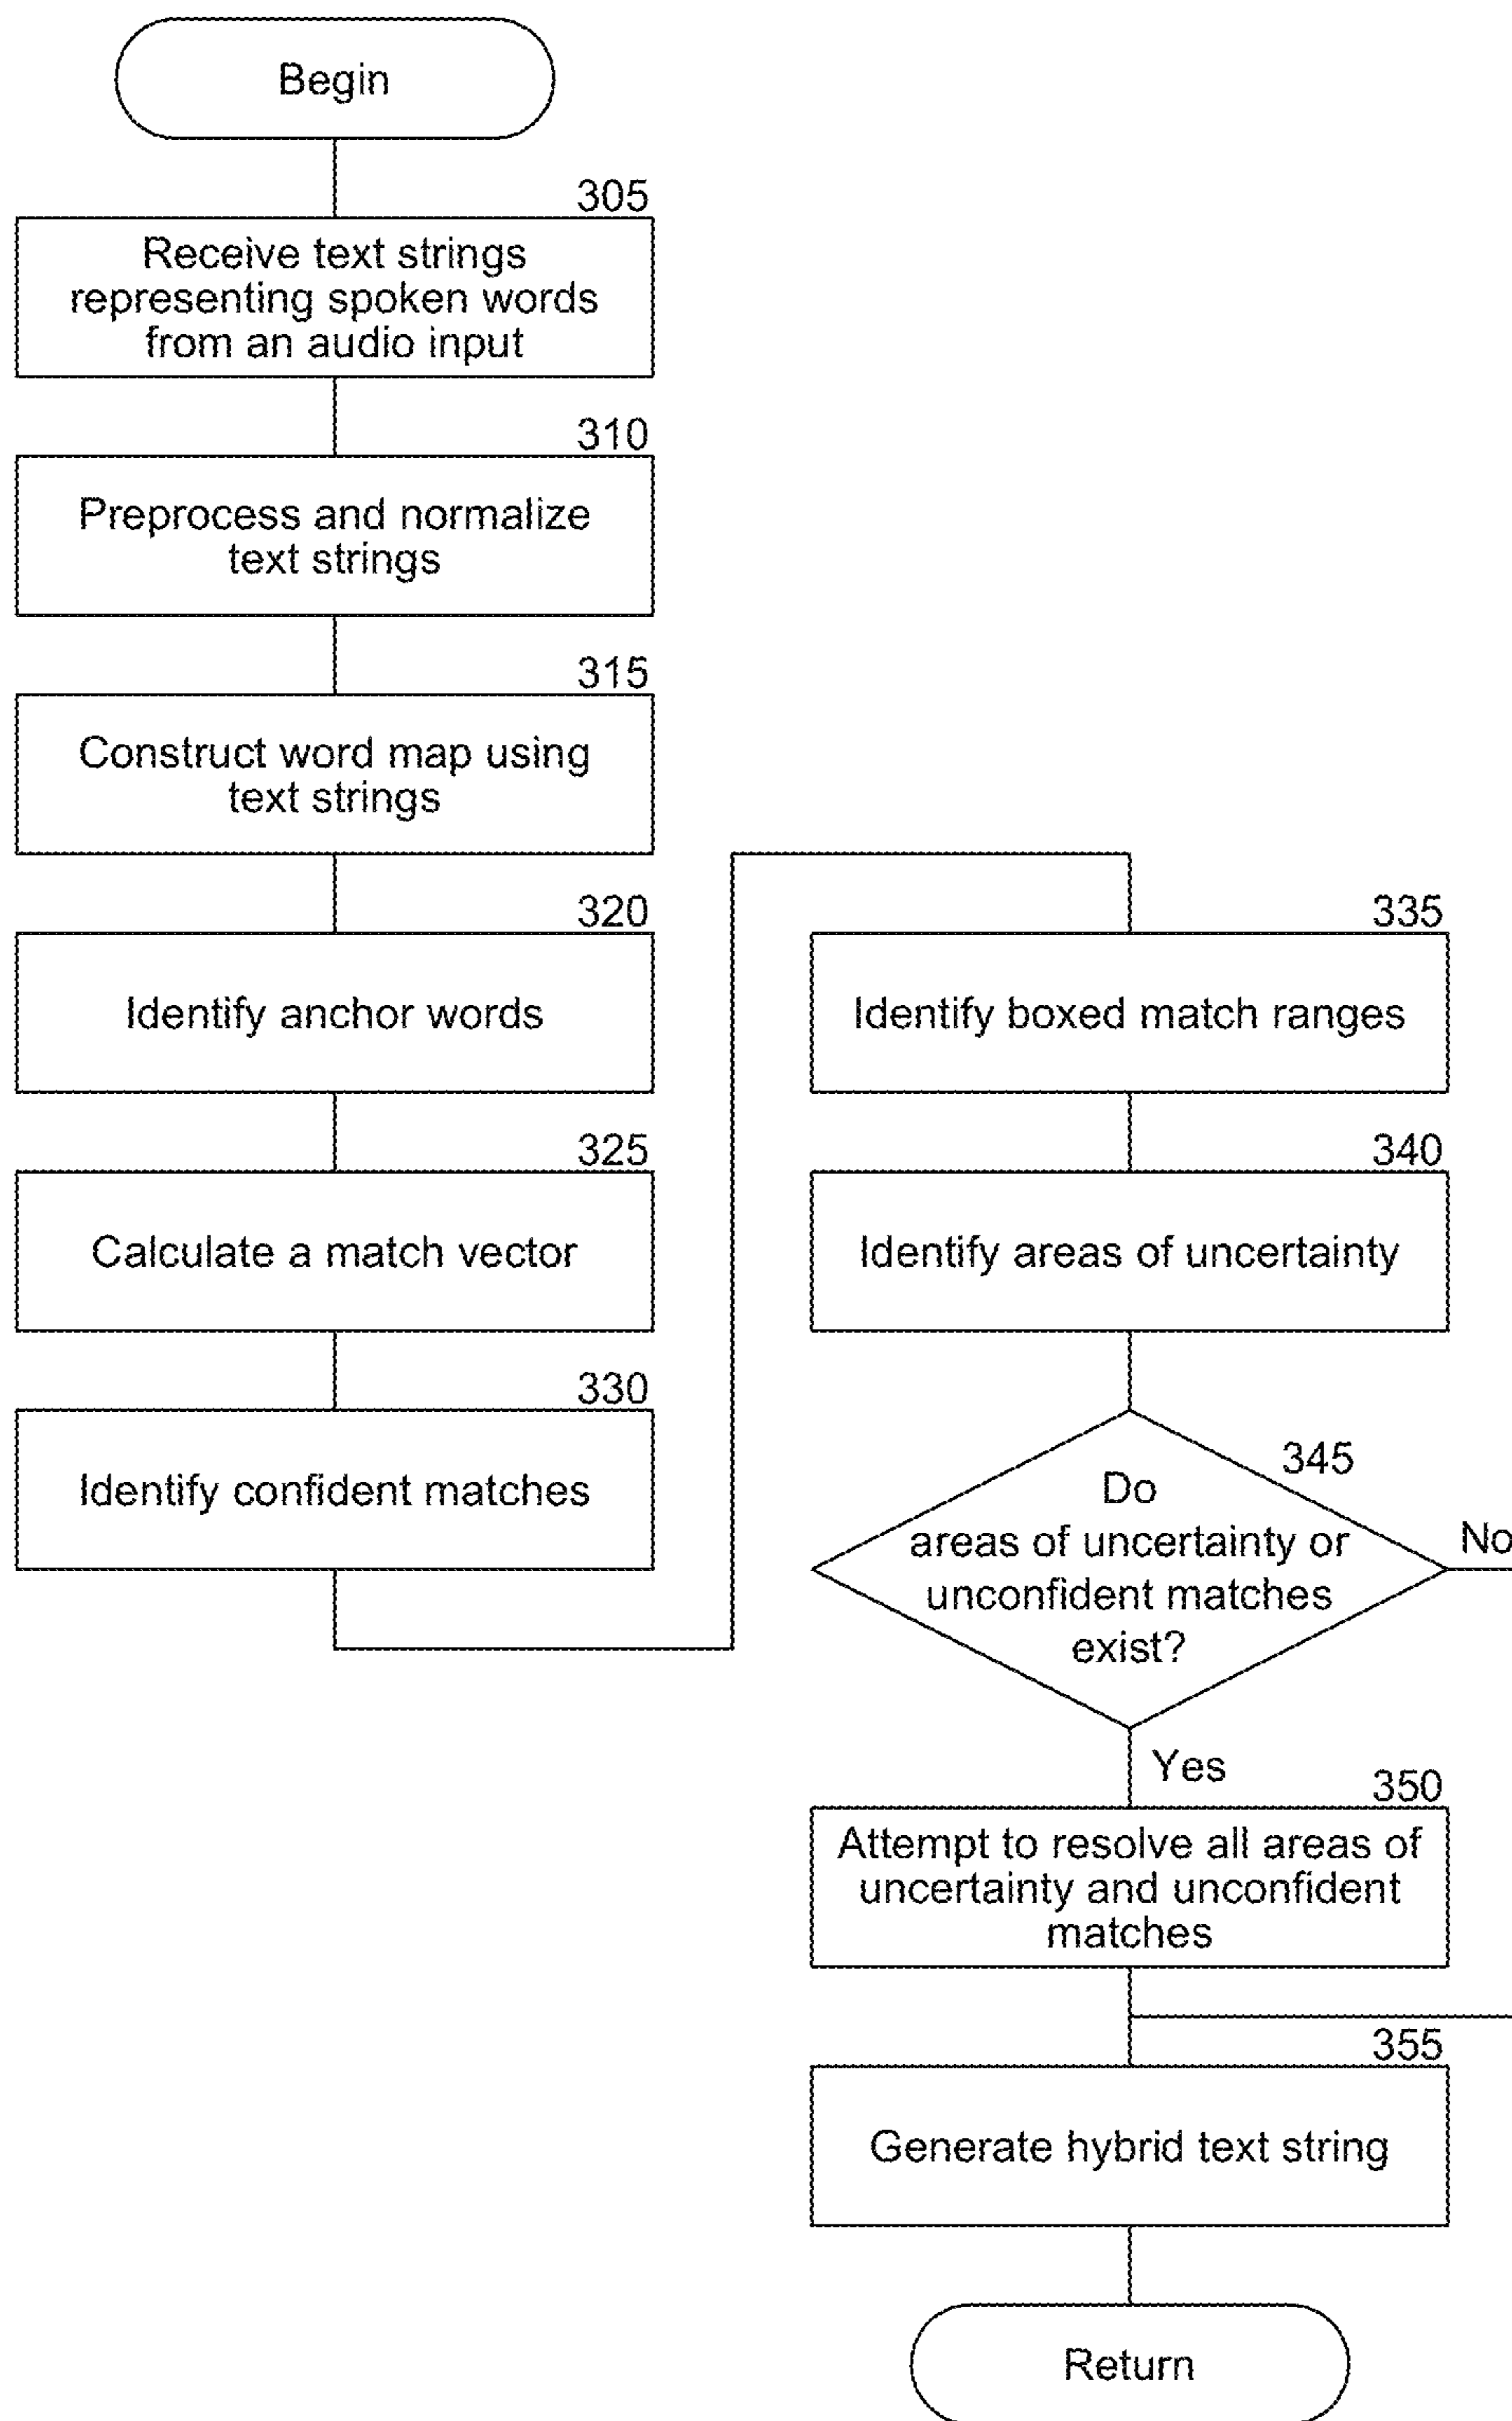 Begin
305
Receive text strings
representing spoken words
from an audio input
310
Preprocess and normalize
text strings
315
Construct word map using
text strings
320
Identify anchor words
325
Calculate a match vector
330
Identify confident matches
335
Identify boxed match ranges
340
Identify areas of uncertainty
345
Do
areas of uncertainty or
unconfident matches
exist?
No
Yes
350
Attempt to resolve all areas of
uncertainty and unconfident
matches
355
Generate hybrid text string
Return